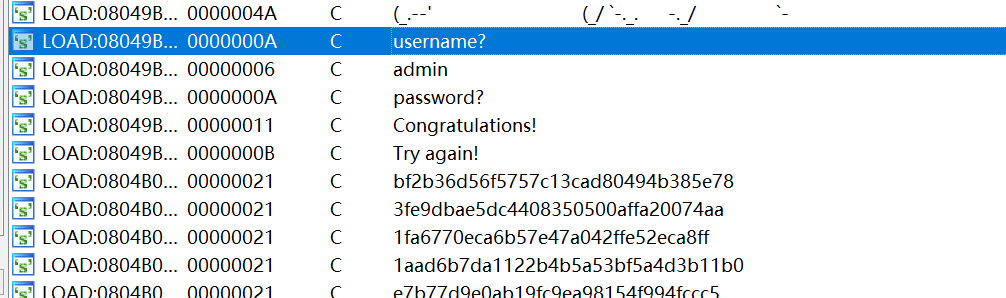 LOAD:08049B... 0000004A C (_.--' (_/ `-._. -._/ `-
LOAD:08049B... 0000000A C username?
LOAD:08049B... 00000006 C admin
LOAD:08049B... 0000000A C password?
LOAD:08049B... 00000011 C Congratulations!
LOAD:08049B... 0000000B C Try again!
LOAD:0804B0... 00000021 C bf2b36d56f5757c13cad80494b385e78
LOAD:0804B0... 00000021 C 3fe9dbae5dc4408350500affa20074aa
LOAD:0804B0... 00000021 C 1fa6770eca6b57e47a042ffe52eca8ff
LOAD:0804B0... 00000021 C 1aad6b7da1122b4b5a53bf5a4d3b11b0
LOAD:0804B0... 00000021 C e7b77d9e0ab19fc9ea98154f994fccc5